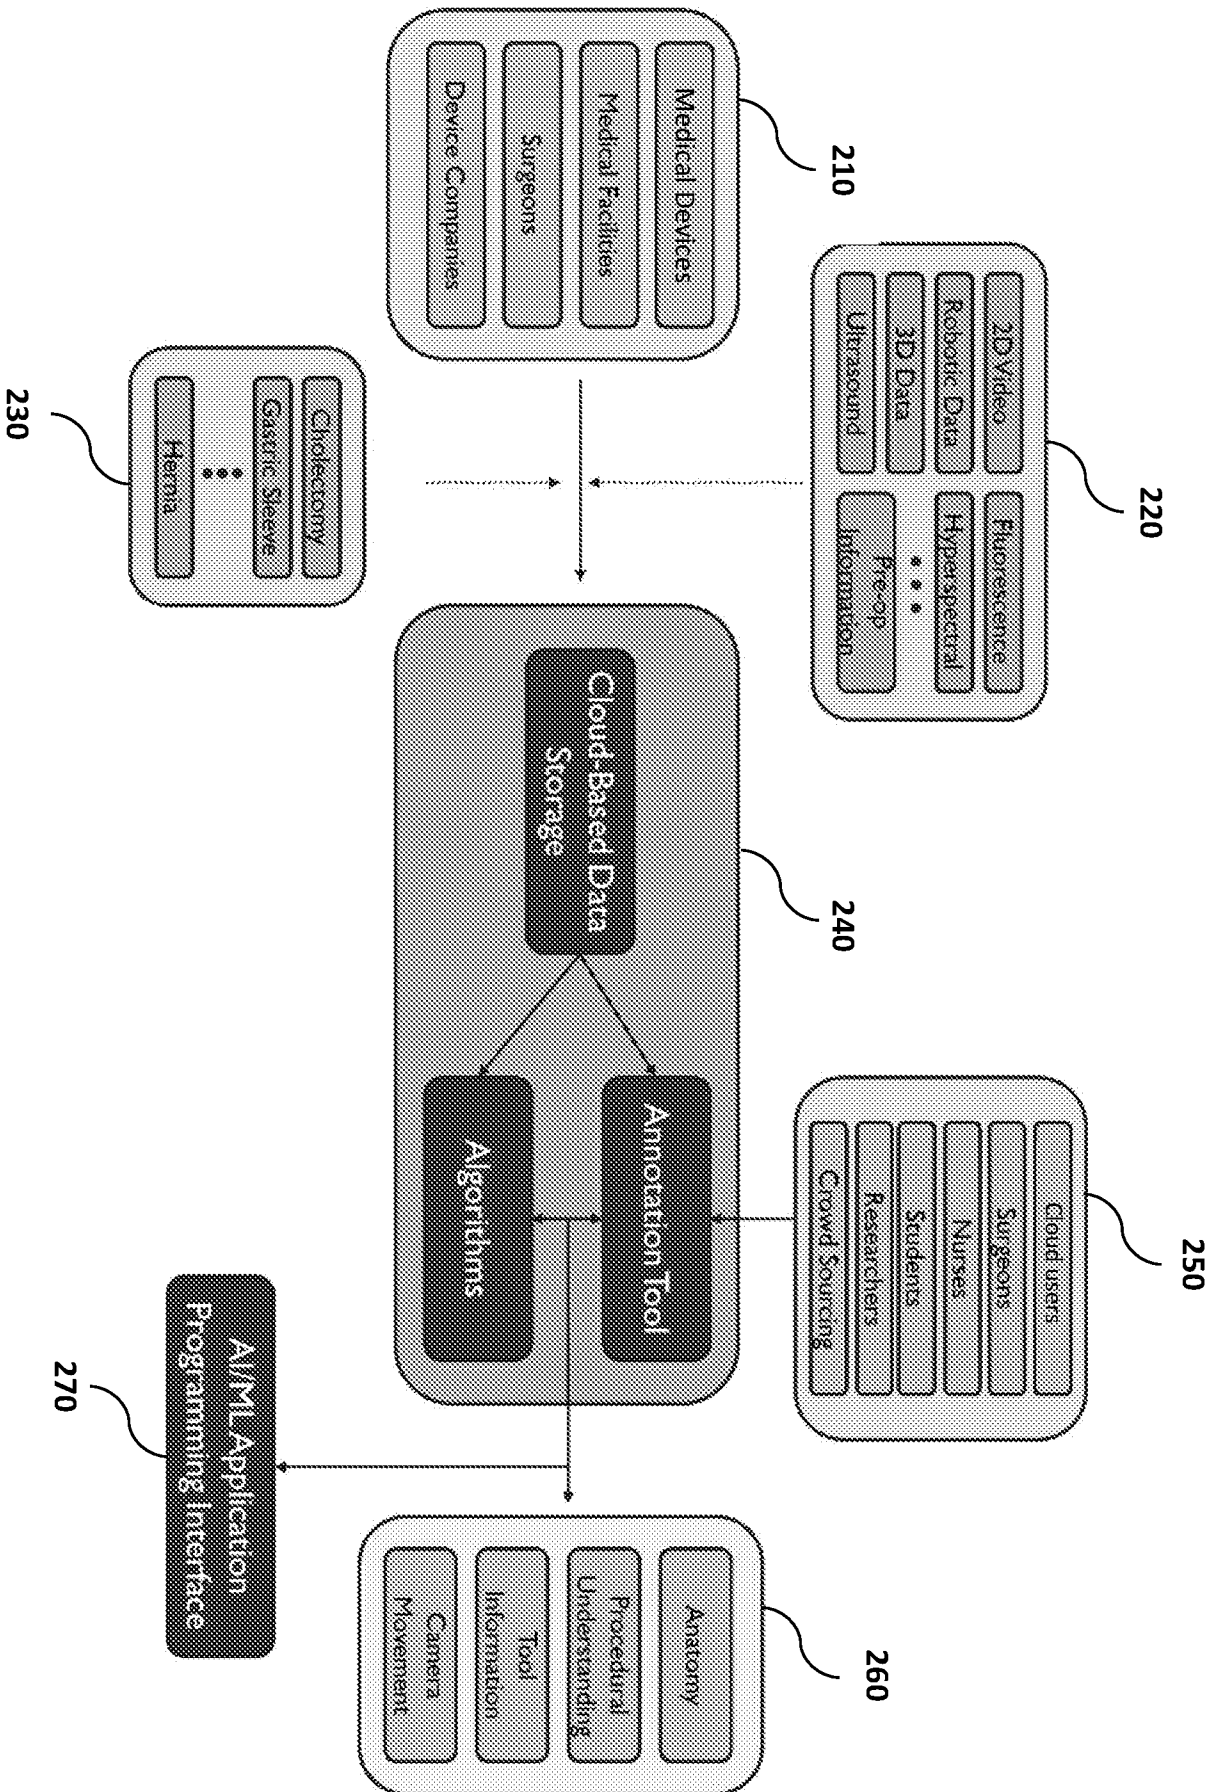 210
Medical Devices
Medical Facilities
Surgeons
Device Companies
220
2D Video
Robotic Data
3D Data
Ultrasound
Fluorescence
Hyperspectral
Pre-op
Information
230
Cholectomy
Gastric Sleeve
Hernia
240
Cloud-Based Data
Storage
Annotation Tool
Algorithms
250
Cloud users
Surgeons
Nurses
Students
Researchers
Crowd Sourcing
260
Anatomy
Procedural
Understanding
Tool
Information
Camera
Movement
270
AI/ML Application
Programming Interface